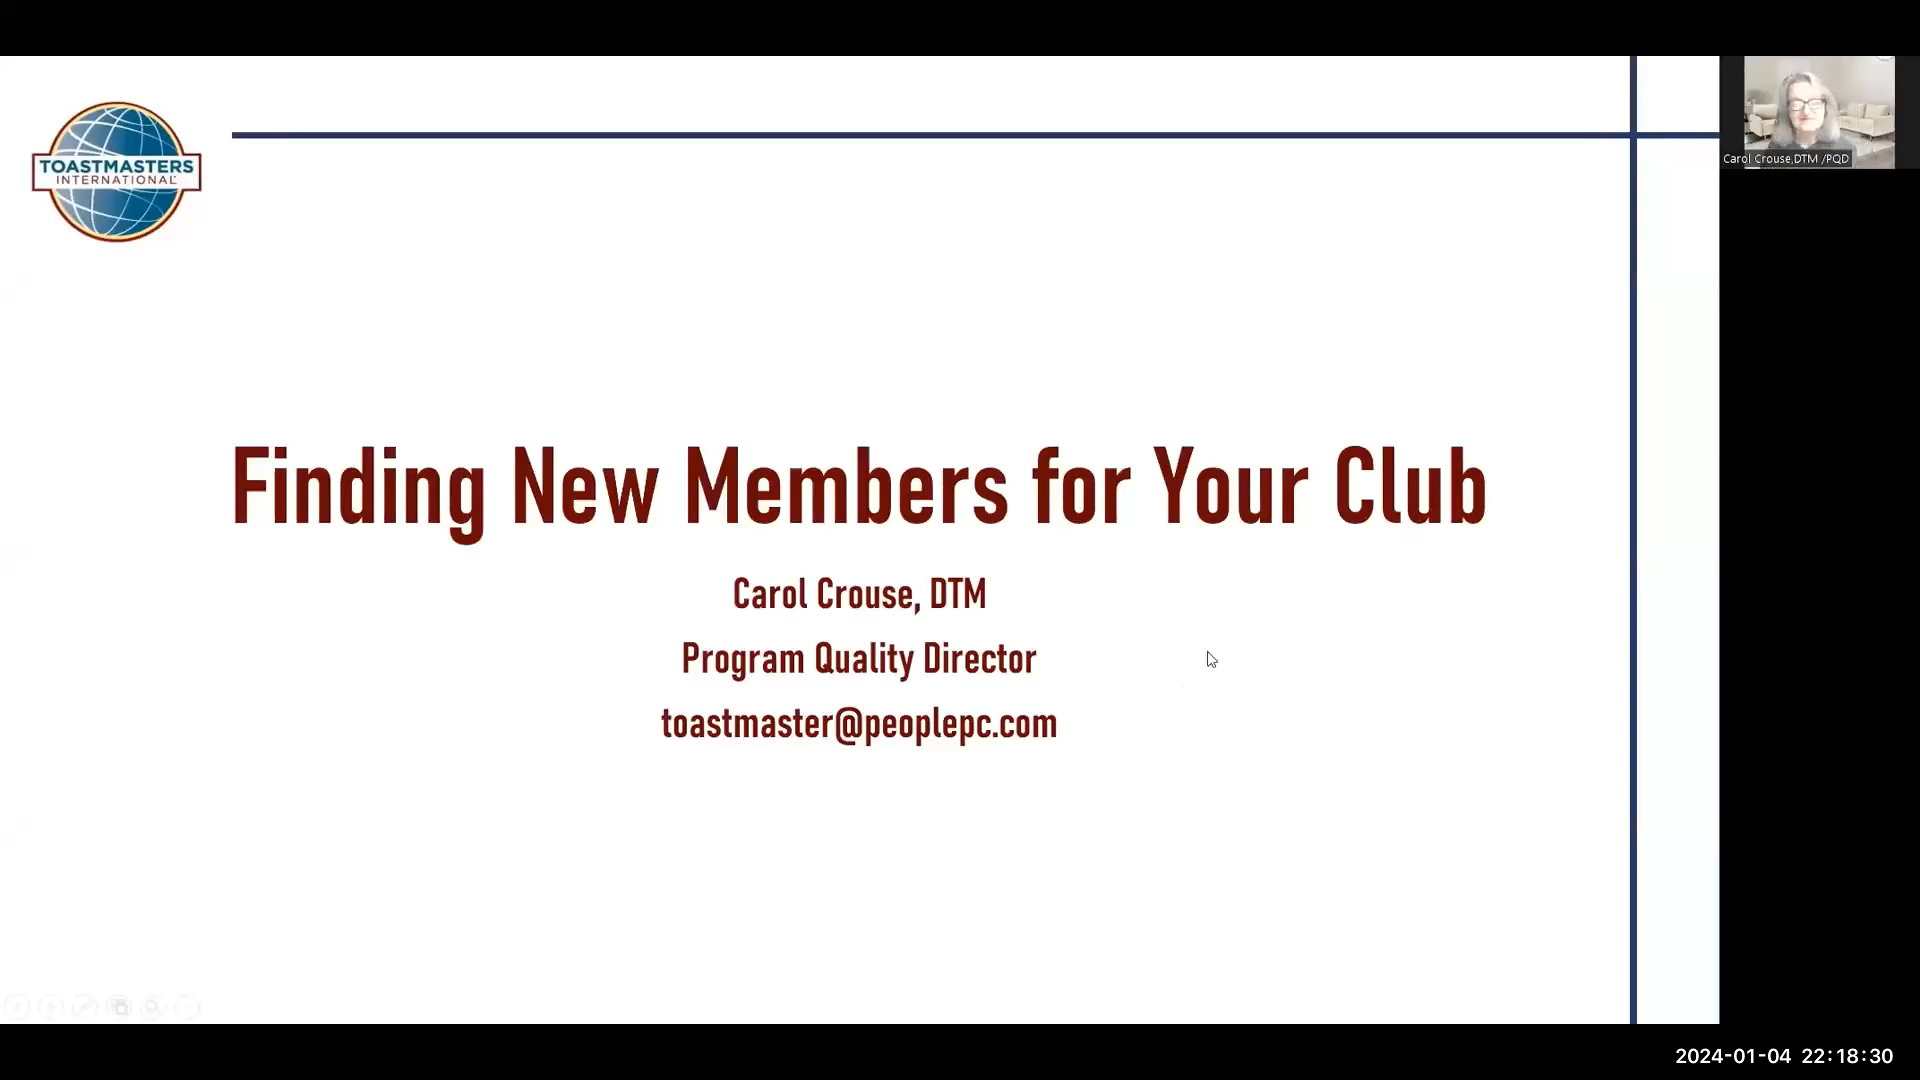 TOASTMASTERS
INTERNATIONAL
Finding New Members for Your Club
Carol Crouse, DTM
Program Quality Director
toastmaster@peoplepc.com
Carol Crouse,DTM /PQD
2024-01-04 22:18:30